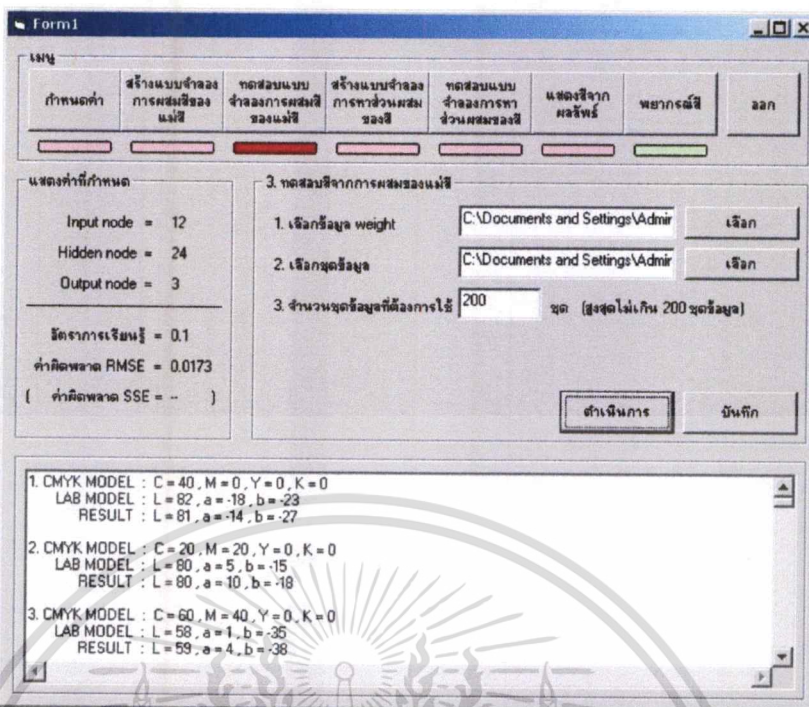 Form1
เมนู
กำหนดค่า
สร้างแบบจำลอง
การผสมสีของ
แม่สี
ทดสอบแบบ
จำลองการผสมสี
ของแม่สี
สร้างแบบจำลอง
การหาส่วนผสม
ของสี
ทดสอบแบบ
จำลองการหา
ส่วนผสมของสี
แสดงสีจาก
ผลลัพธ์
พยากรณ์สี
ออก
แสดงค่าที่กำหนด
Input node = 12
Hidden node = 24
Output node = 3
อัตราการเรียนรู้ = 0.1
ค่าผิดพลาด RMSE = 0.0173
( ค่าผิดพลาด SSE = -- )
3. ทดสอบสีจากการผสมของแม่สี
1. เลือกข้อมูล weight C:\Documents and Settings\Admir เลือก
2. เลือกชุดข้อมูล C:\Documents and Settings\Admir เลือก
3. จำนวนชุดข้อมูลที่ต้องการใช้ 200 ชุด (สูงสุดไม่เกิน 200 ชุดข้อมูล)
ดำเนินการ บันทึก
1. CMYK MODEL : C = 40 , M = 0 , Y = 0 , K = 0
LAB MODEL : L = 82 , a = -18 , b = -23
RESULT : L = 81 , a = -14 , b = -27
2. CMYK MODEL : C = 20 , M = 20 , Y = 0 , K = 0
LAB MODEL : L = 80 , a = 5 , b = -15
RESULT : L = 80 , a = 10 , b = -18
3. CMYK MODEL : C = 60 , M = 40 , Y = 0 , K = 0
LAB MODEL : L = 58 , a = 1 , b = -35
RESULT : L = 59 , a = 4 , b = -38